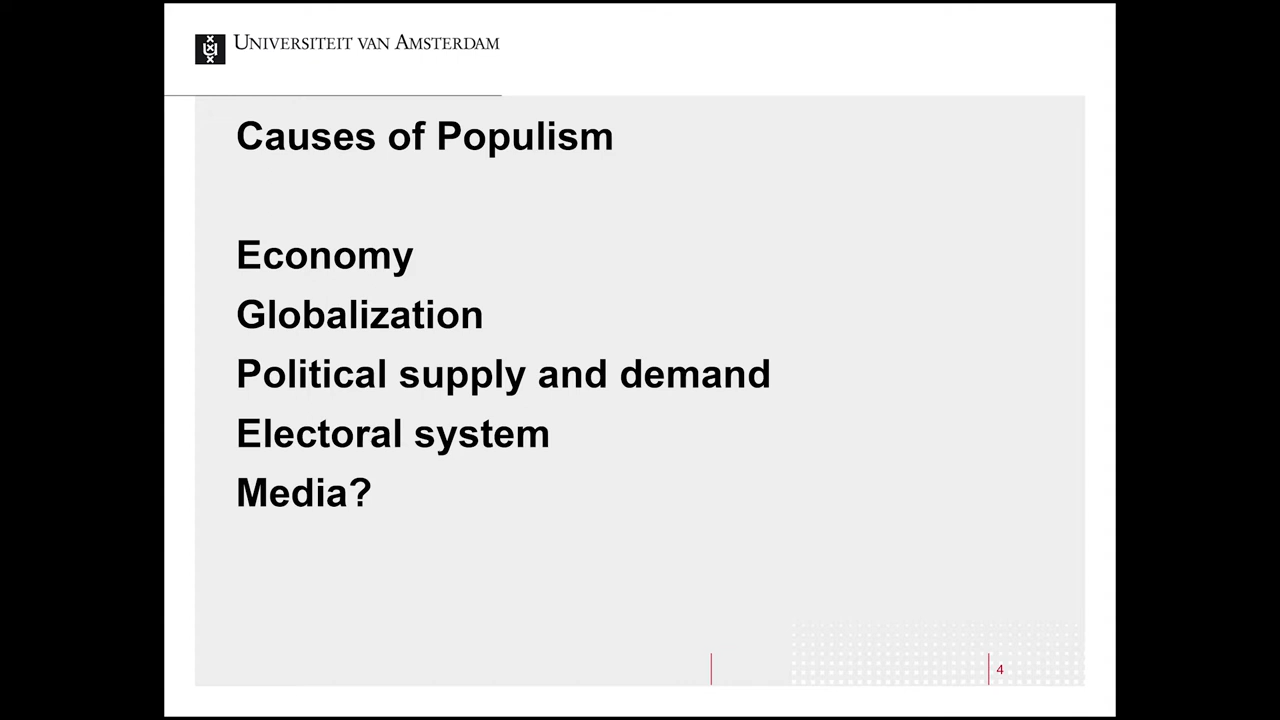 Universiteit van Amsterdam
Causes of Populism
Economy
Globalization
Political supply and demand
Electoral system
Media?
4